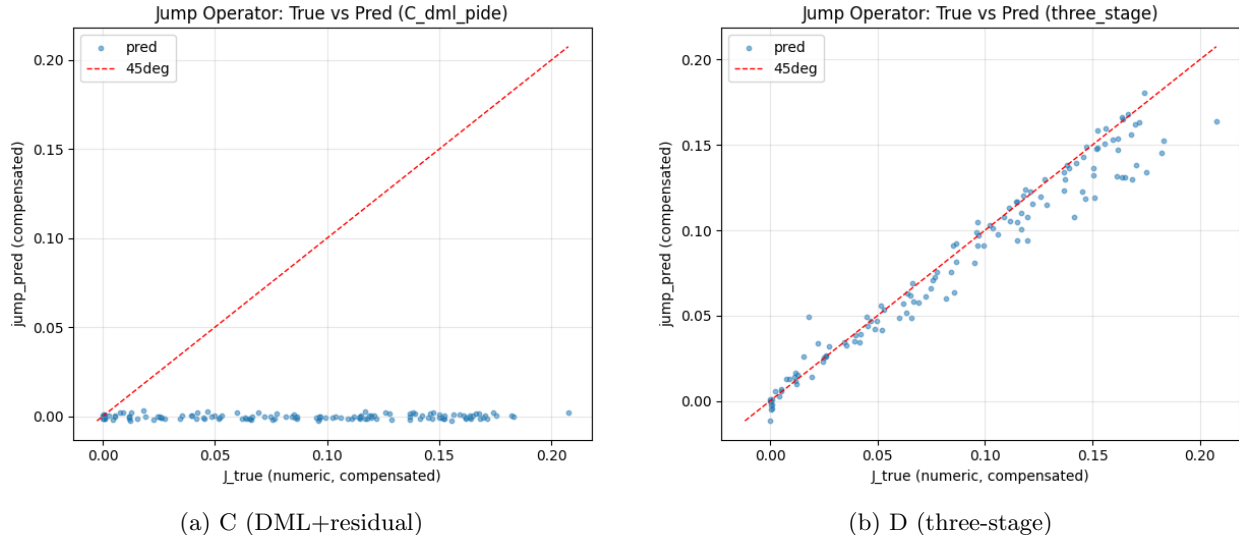 Jump Operator: True vs Pred (C_dml_pide)
pred
45deg
0.20
0.15
0.10
0.05
0.00
jump_pred (compensated)
0.00
0.05
0.10
0.15
0.20
J_true (numeric, compensated)
(a) C (DML+residual)
Jump Operator: True vs Pred (three_stage)
pred
45deg
0.20
0.15
0.10
0.05
0.00
jump_pred (compensated)
0.00
0.05
0.10
0.15
0.20
J_true (numeric, compensated)
(b) D (three-stage)